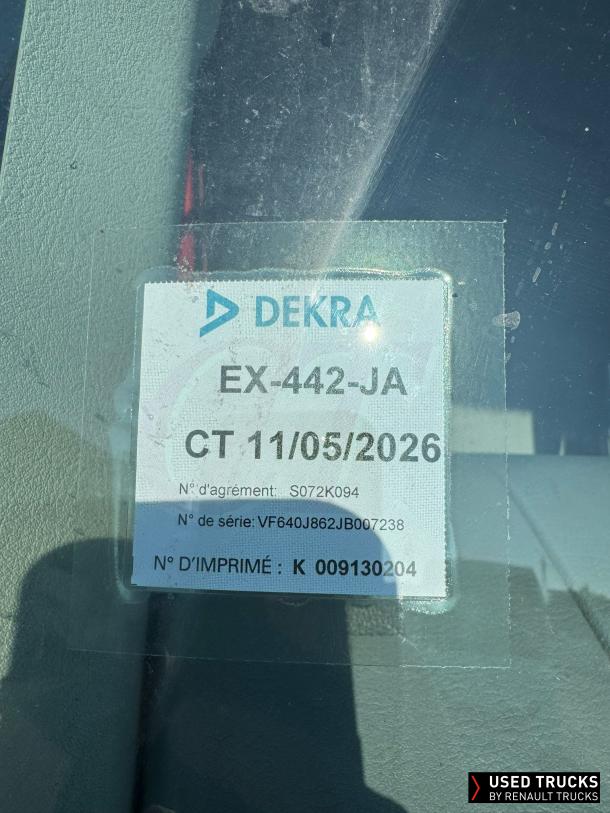 DEKRA
EX-442-JA
CT 11/05/2026
N° d'agrément: S072K094
N° de série: VF640J862JB007238
N° D'IMPRIMÉ : K 009130204
USED TRUCKS
BY RENAULT TRUCKS